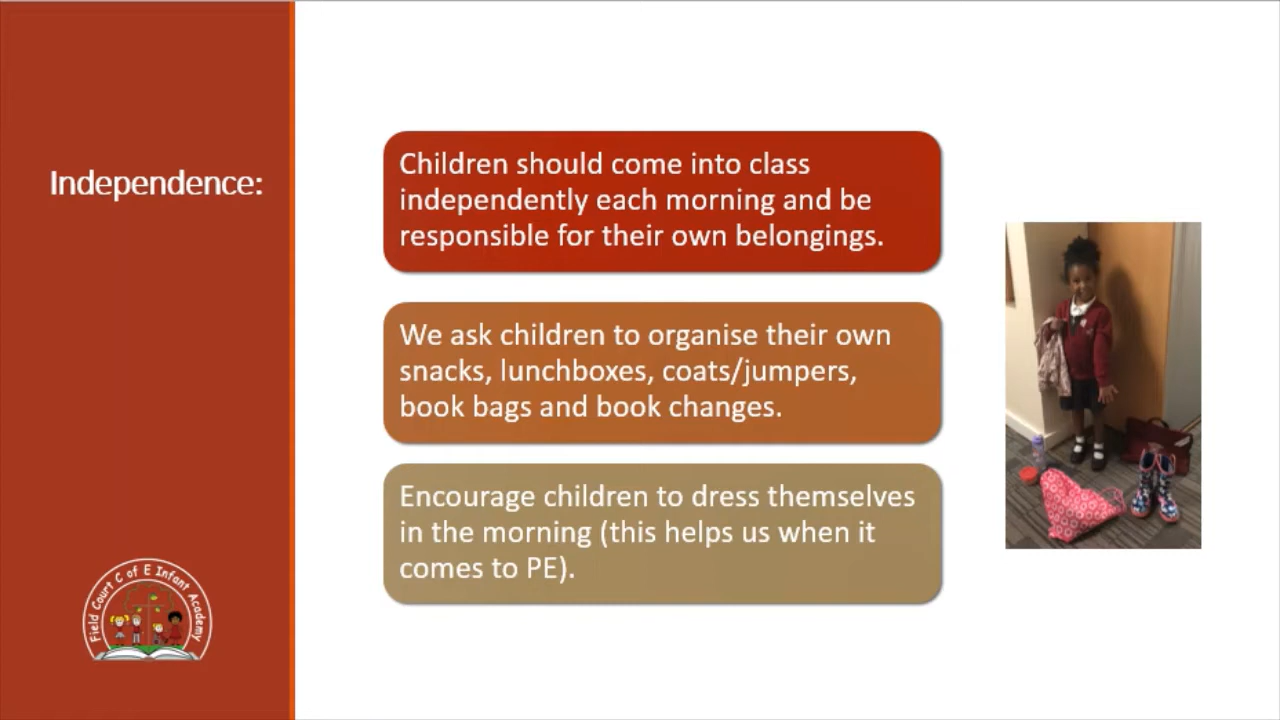 Independence:
Children should come into class
independently each morning and be
responsible for their own belongings.
We ask children to organise their own
snacks, lunchboxes, coats/jumpers,
book bags and book changes.
Encourage children to dress themselves
in the morning (this helps us when it
comes to PE).
Field Court C of E Infant Academy